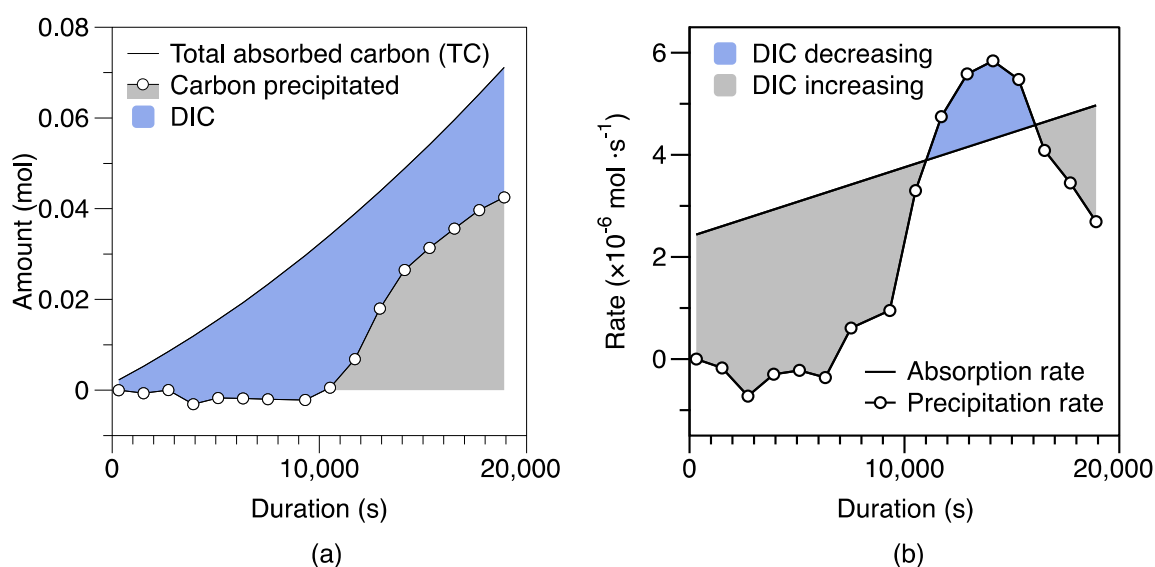 0.08
0.06
0.04
0.02
0
Amount (mol)
Total absorbed carbon (TC)
Carbon precipitated
DIC
0
10,000
20,000
Duration (s)
(a)
6
4
2
0
Rate (×10⁻⁶ mol ·s⁻¹)
DIC decreasing
DIC increasing
Absorption rate
Precipitation rate
0
10,000
20,000
Duration (s)
(b)